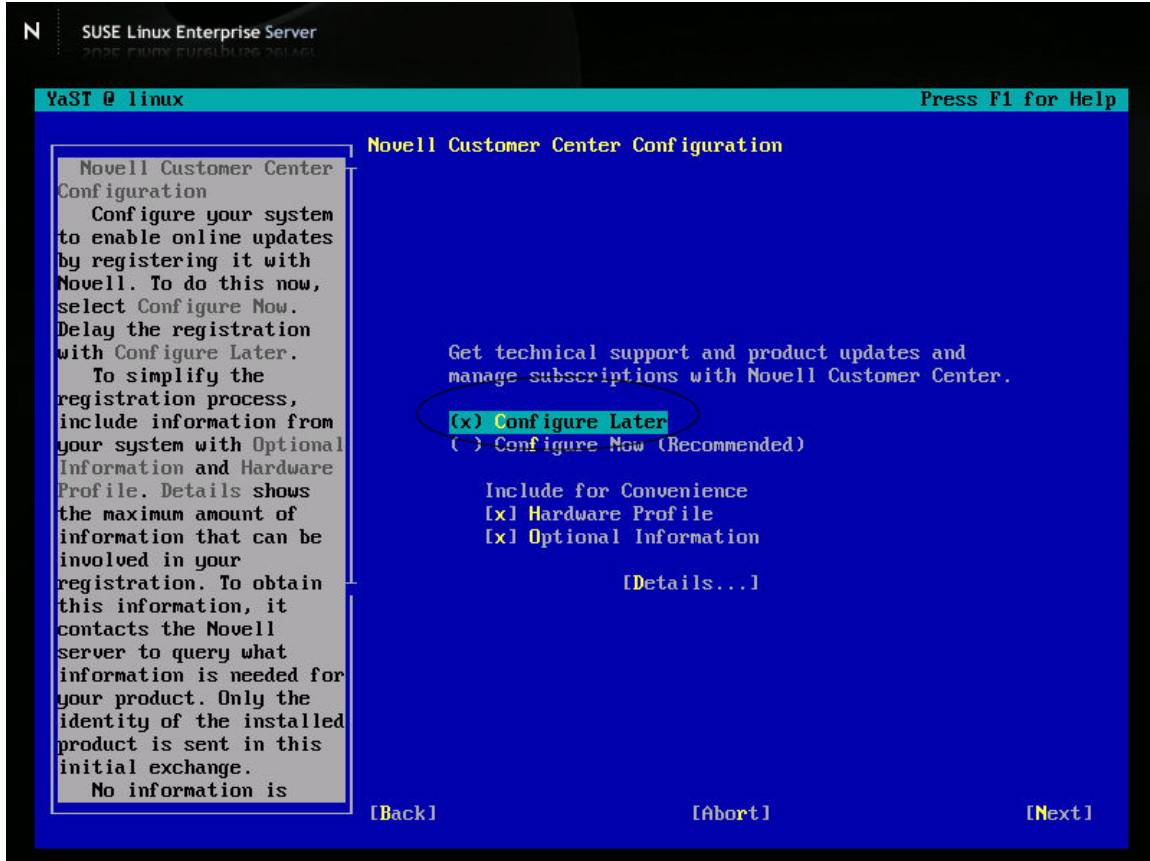 N SUSE Linux Enterprise Server
YaST @ linux Press F1 for Help
Novell Customer Center Configuration
Novell Customer Center
Configuration
Configure your system
to enable online updates
by registering it with
Novell. To do this now,
select Configure Now.
Delay the registration
with Configure Later.
To simplify the
registration process,
include information from
your system with Optional
Information and Hardware
Profile. Details shows
the maximum amount of
information that can be
involved in your
registration. To obtain
this information, it
contacts the Novell
server to query what
information is needed for
your product. Only the
identity of the installed
product is sent in this
initial exchange.
No information is
Get technical support and product updates and
manage subscriptions with Novell Customer Center.
(x) Configure Later
( ) Configure Now (Recommended)
Include for Convenience
[x] Hardware Profile
[x] Optional Information
[Details...]
[Back] [Abort] [Next]